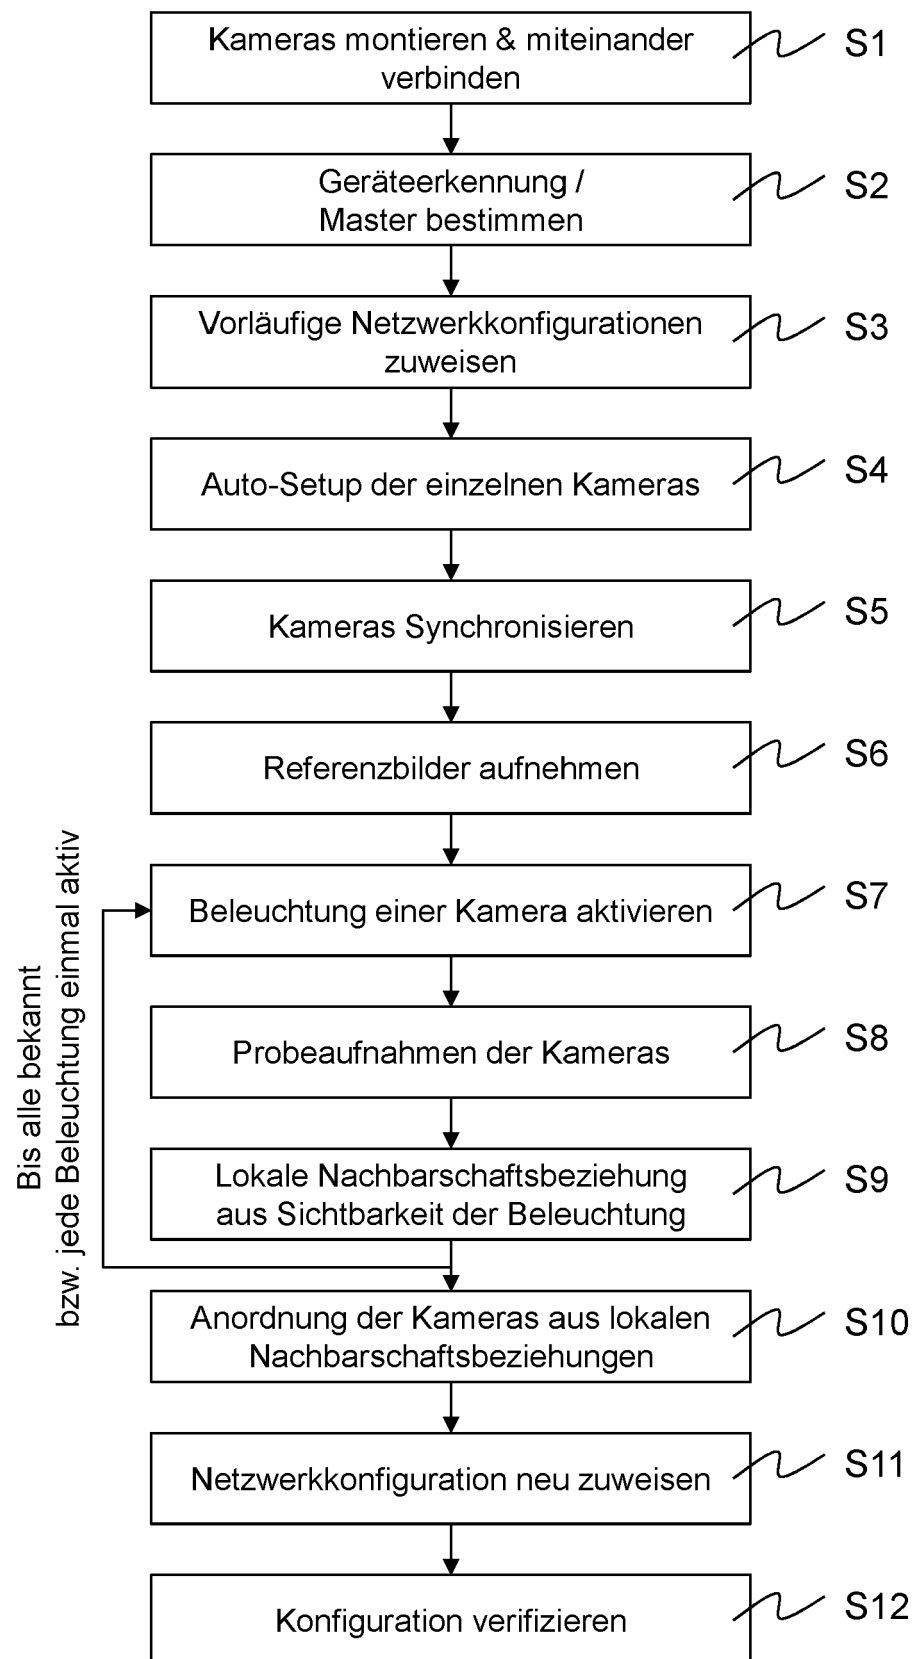 Kameras montieren & miteinander
verbinden
S1
Geräteerkennung /
Master bestimmen
S2
Vorläufige Netzwerkkonfigurationen
zuweisen
S3
Auto-Setup der einzelnen Kameras
S4
Kameras Synchronisieren
S5
Referenzbilder aufnehmen
S6
Beleuchtung einer Kamera aktivieren
S7
Probeaufnahmen der Kameras
S8
Lokale Nachbarschaftsbeziehung
aus Sichtbarkeit der Beleuchtung
S9
Bis alle bekannt
bzw. jede Beleuchtung einmal aktiv
Anordnung der Kameras aus lokalen
Nachbarschaftsbeziehungen
S10
Netzwerkkonfiguration neu zuweisen
S11
Konfiguration verifizieren
S12